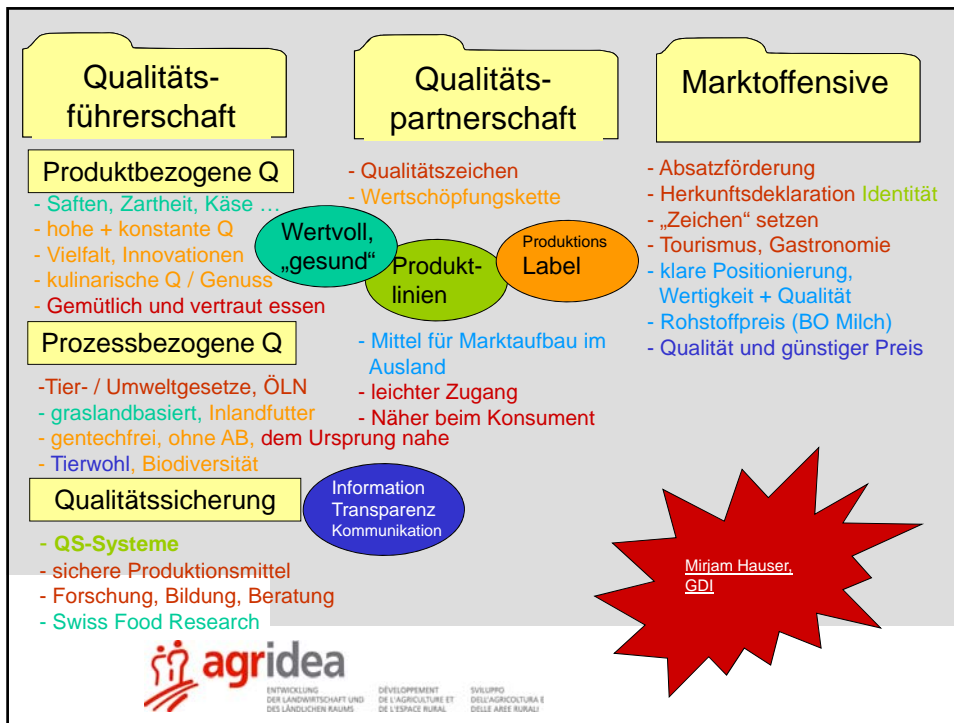 Qualitäts-
führerschaft
Produktbezogene Q
- Saften, Zartheit, Käse ...
- hohe + konstante Q
- Vielfalt, Innovationen
- kulinarische Q / Genuss
- Gemütlich und vertraut essen
Prozessbezogene Q
-Tier- / Umweltgesetze, ÖLN
- graslandbasiert, Inlandfutter
- gentechfrei, ohne AB, dem Ursprung nahe
- Tierwohl, Biodiversität
Qualitätssicherung
- QS-Systeme
- sichere Produktionsmittel
- Forschung, Bildung, Beratung
- Swiss Food Research
Qualitäts-
partnerschaft
- Qualitätszeichen
- Wertschöpfungskette
Wertvoll,
„gesund“
Produkt-
linien
Produktions
Label
- Mittel für Marktaufbau im
Ausland
- leichter Zugang
- Näher beim Konsument
Information
Transparenz
Kommunikation
Marktoffensive
- Absatzförderung
- Herkunftsdeklaration Identität
- „Zeichen“ setzen
- Tourismus, Gastronomie
- klare Positionierung,
Wertigkeit + Qualität
- Rohstoffpreis (BO Milch)
- Qualität und günstiger Preis
Mirjam Hauser,
GDI
agridea
ENTWICKLUNG
DER LANDWIRTSCHAFT UND
DES LÄNDLICHEN RAUMS
DÉVELOPPEMENT
DE L'AGRICULTURE ET
DE L'ESPACE RURAL
SVILUPPO
DELL'AGRICOLTURA E
DELLE AREE RURALI